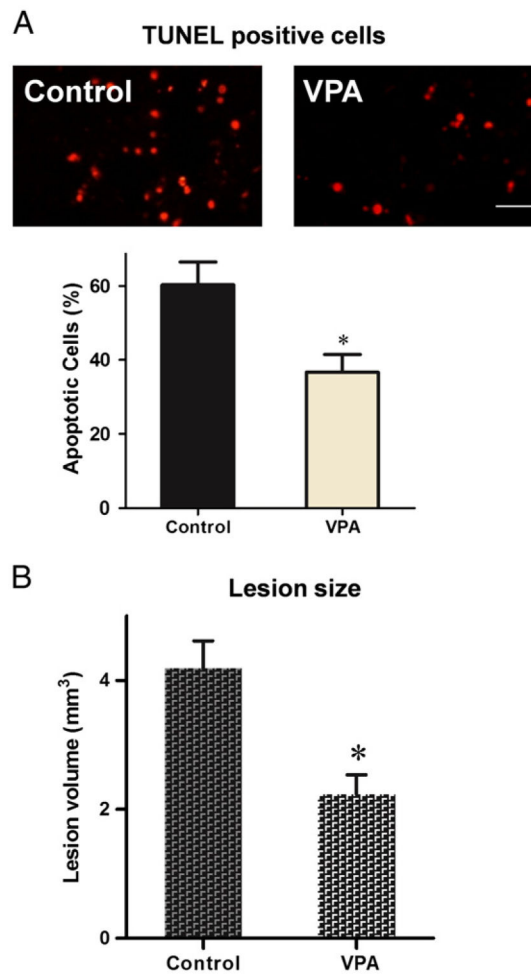 A
TUNEL positive cells
Control
VPA
Apoptotic Cells (%)
60
40
20
0
*
Control
VPA
B
Lesion size
Lesion volume (mm³)
4
2
0
*
Control
VPA